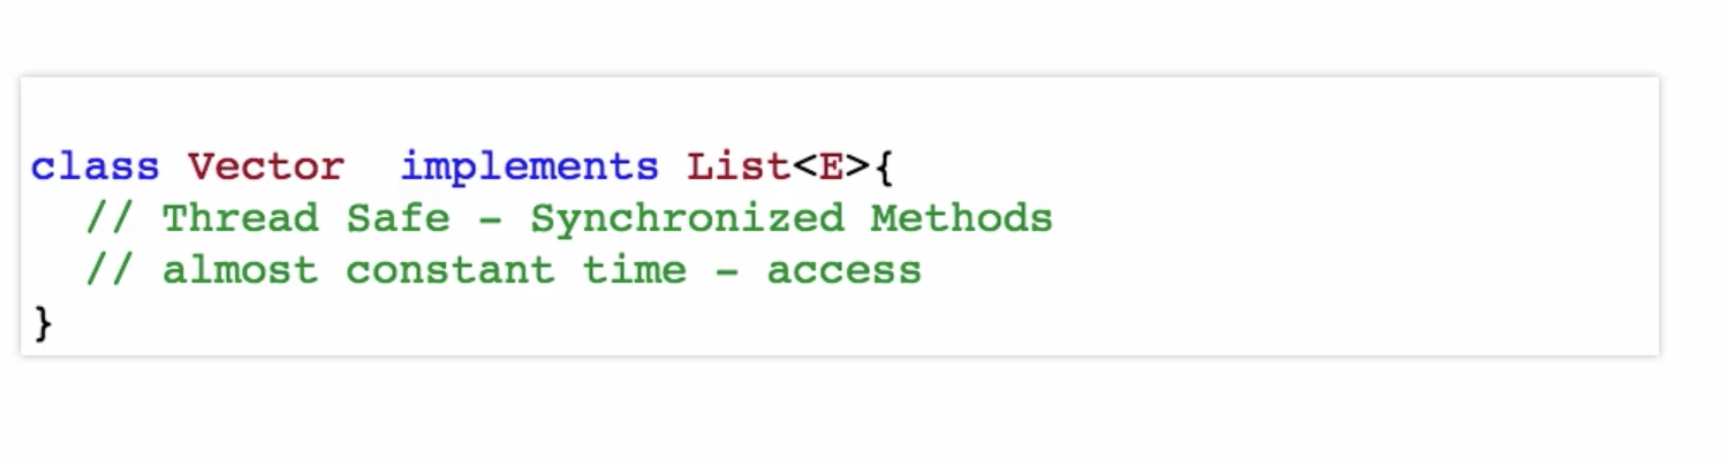 class Vector  implements List<E>{
  // Thread Safe - Synchronized Methods
  // almost constant time - access
}